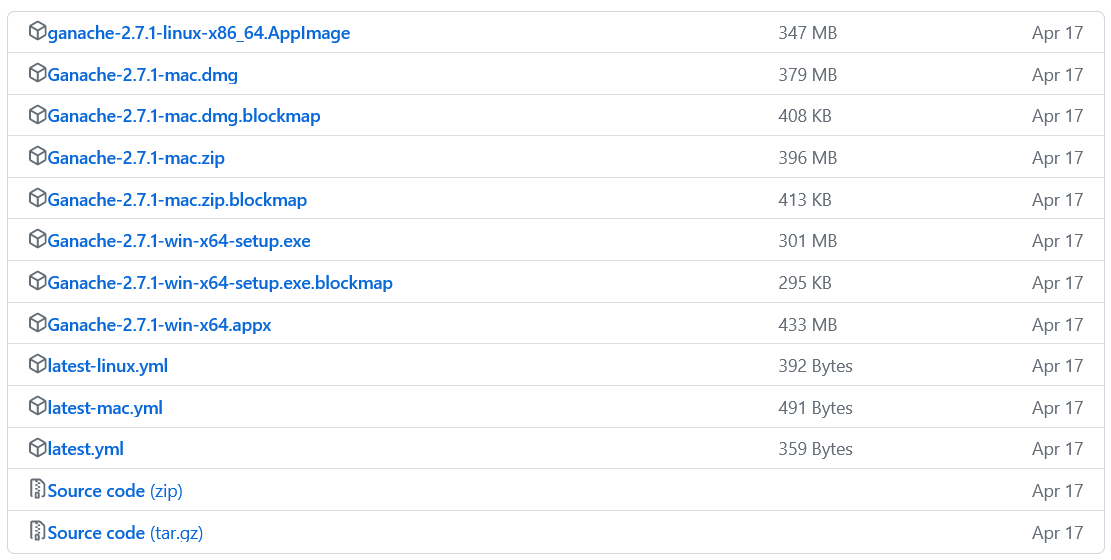 ganache-2.7.1-linux-x86_64.AppImage 347 MB Apr 17
Ganache-2.7.1-mac.dmg 379 MB Apr 17
Ganache-2.7.1-mac.dmg.blockmap 408 KB Apr 17
Ganache-2.7.1-mac.zip 396 MB Apr 17
Ganache-2.7.1-mac.zip.blockmap 413 KB Apr 17
Ganache-2.7.1-win-x64-setup.exe 301 MB Apr 17
Ganache-2.7.1-win-x64-setup.exe.blockmap 295 KB Apr 17
Ganache-2.7.1-win-x64.appx 433 MB Apr 17
latest-linux.yml 392 Bytes Apr 17
latest-mac.yml 491 Bytes Apr 17
latest.yml 359 Bytes Apr 17
Source code (zip) Apr 17
Source code (tar.gz) Apr 17